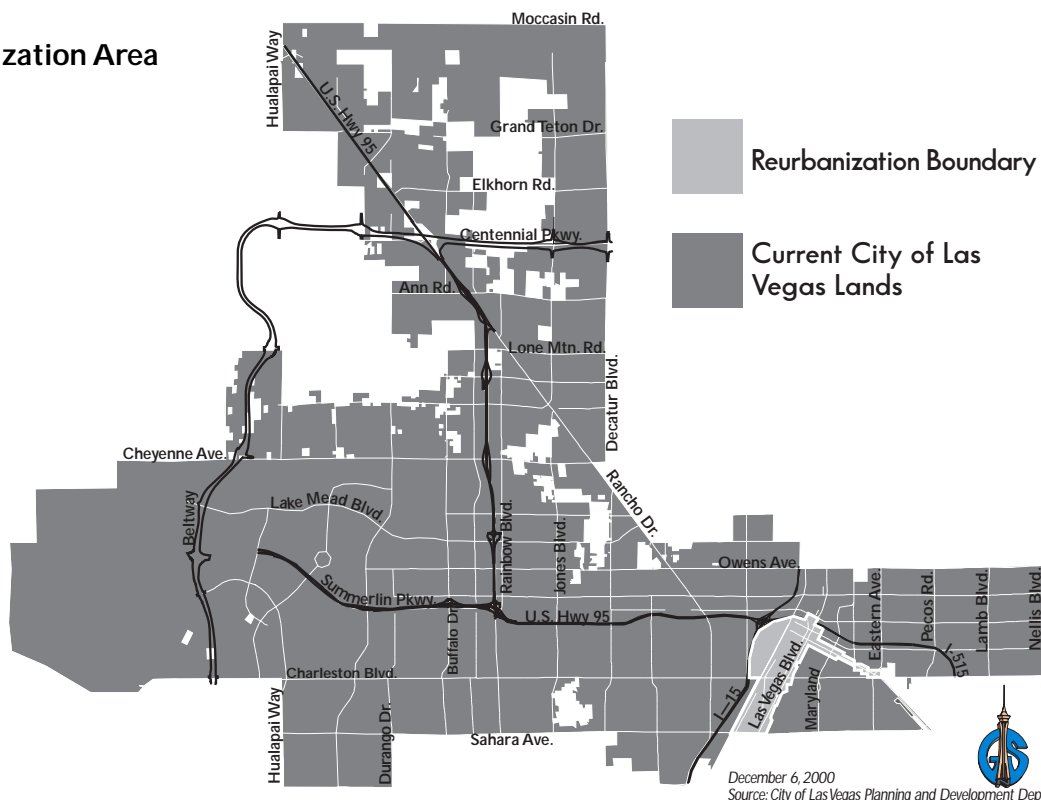 zation Area
Moccasin Rd.
Hualapai Way
U.S. Hwy 95
Grand Teton Dr.
Elkhorn Rd.
Centennial Pkwy.
Ann Rd.
Lone Mtn. Rd.
Decatur Blvd.
Reurbanization Boundary
Current City of Las
Vegas Lands
Cheyenne Ave.
Beltway
Lake Mead Blvd.
Rancho Dr.
Rainbow Blvd.
Jones Blvd.
Owens Ave.
Summerlin Pkwy.
Buffalo Dr.
U.S. Hwy 95
Eastern Ave.
Pecos Rd.
Lamb Blvd.
Nellis Blvd.
I-515
Charleston Blvd.
Las Vegas Blvd.
Maryland
I-15
Hualapai Way
Durango Dr.
Sahara Ave.
GIS
December 6, 2000
Source: City of Las Vegas Planning and Development Dep